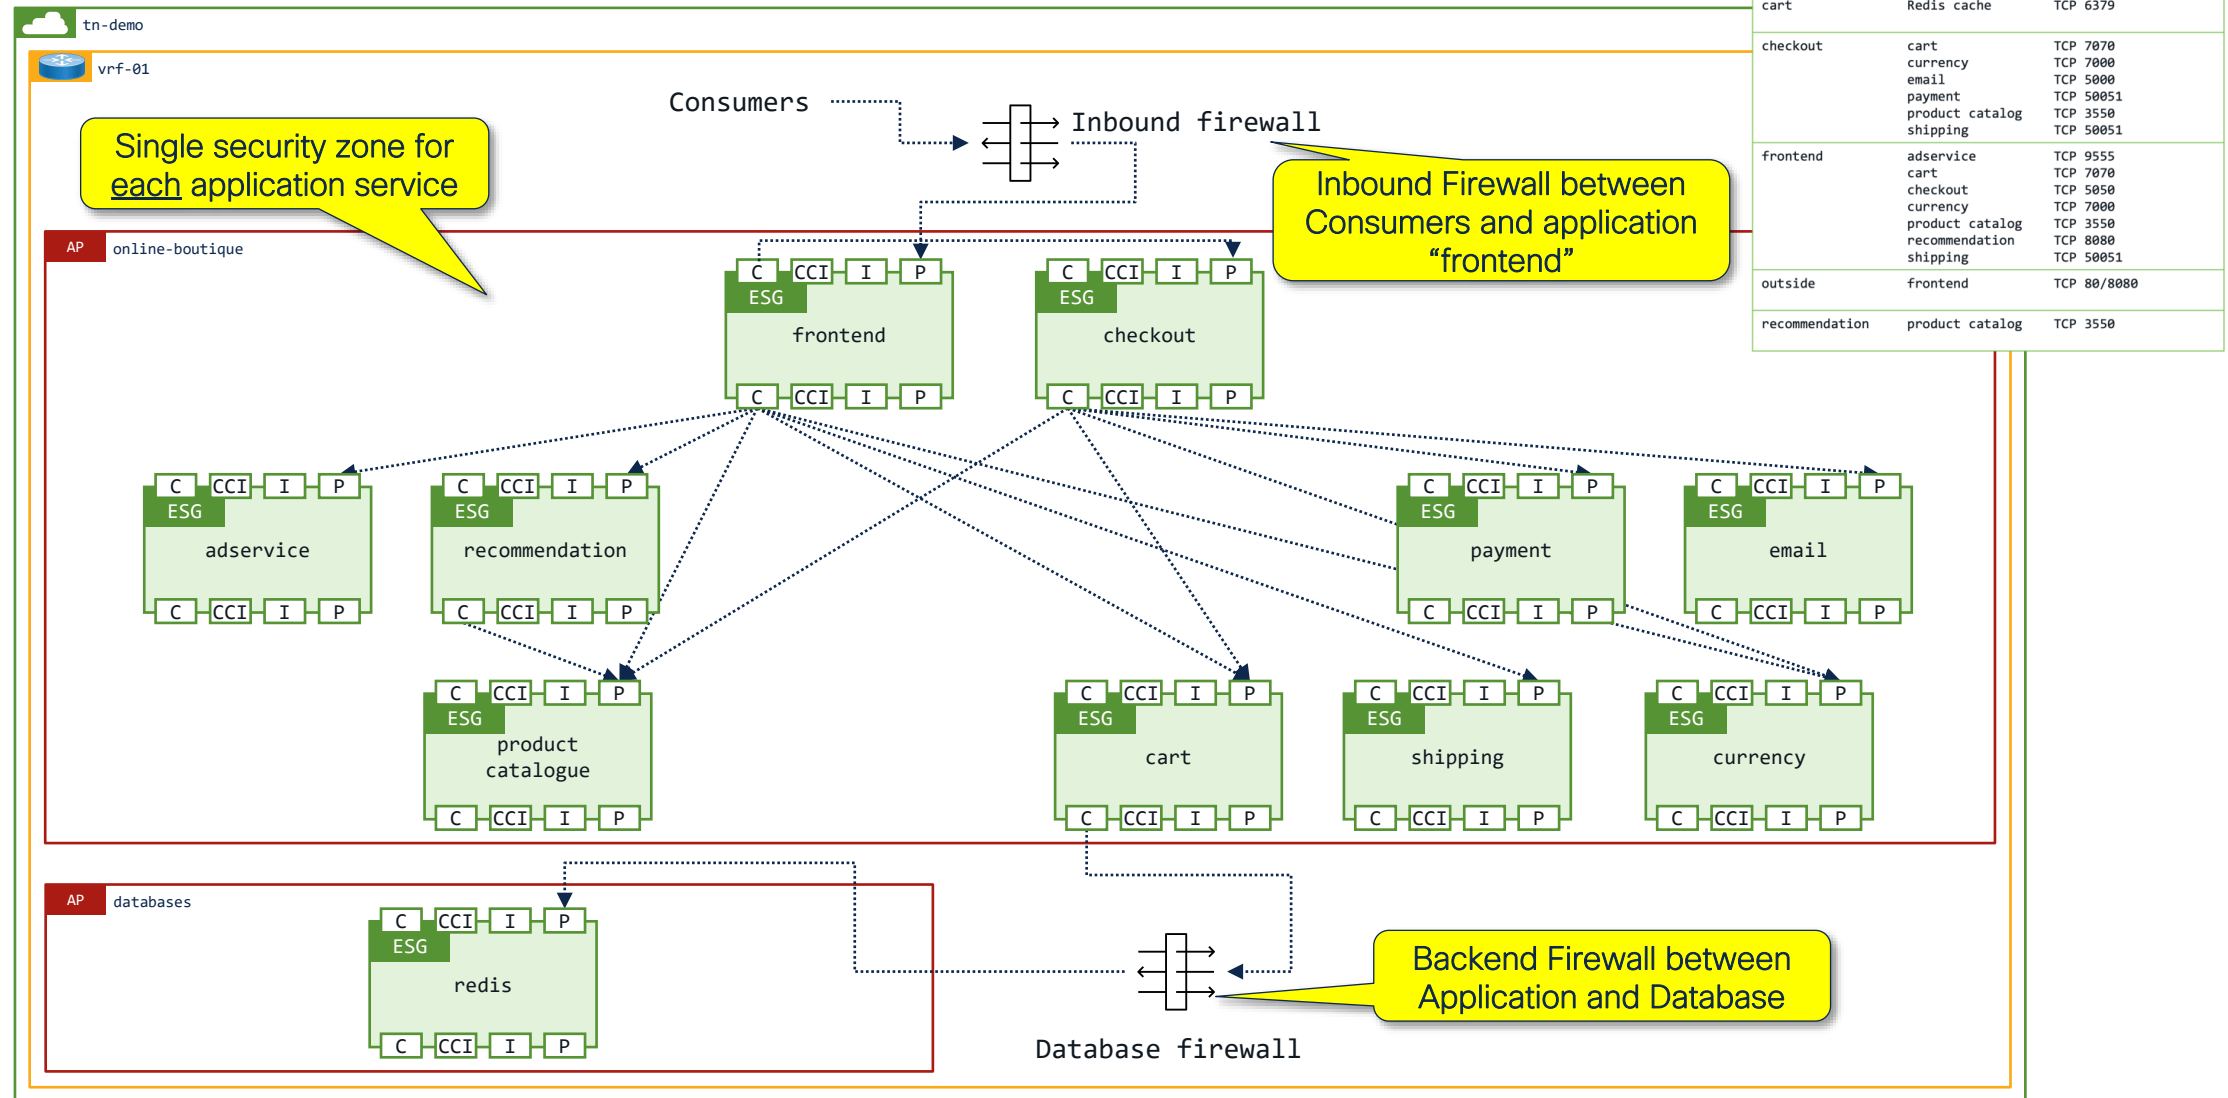 tn-demo
vrf-01
Consumers
Inbound firewall
Single security zone for
each application service
Inbound Firewall between
Consumers and application
“frontend”
cart Redis cache TCP 6379
checkout cart TCP 7070
currency TCP 7000
email TCP 5000
payment TCP 50051
product catalog TCP 3550
shipping TCP 50051
frontend adservice TCP 9555
cart TCP 7070
checkout TCP 5050
currency TCP 7000
product catalog TCP 3550
recommendation TCP 8080
shipping TCP 50051
outside frontend TCP 80/8080
recommendation product catalog TCP 3550
AP online-boutique
C CCI I P
ESG
frontend
C CCI I P
C CCI I P
ESG
checkout
C CCI I P
C CCI I P
ESG
adservice
C CCI I P
C CCI I P
ESG
recommendation
C CCI I P
C CCI I P
ESG
payment
C CCI I P
C CCI I P
ESG
email
C CCI I P
C CCI I P
ESG
product
catalogue
C CCI I P
C CCI I P
ESG
cart
C CCI I P
C CCI I P
ESG
shipping
C CCI I P
C CCI I P
ESG
currency
C CCI I P
AP databases
C CCI I P
ESG
redis
C CCI I P
Database firewall
Backend Firewall between
Application and Database